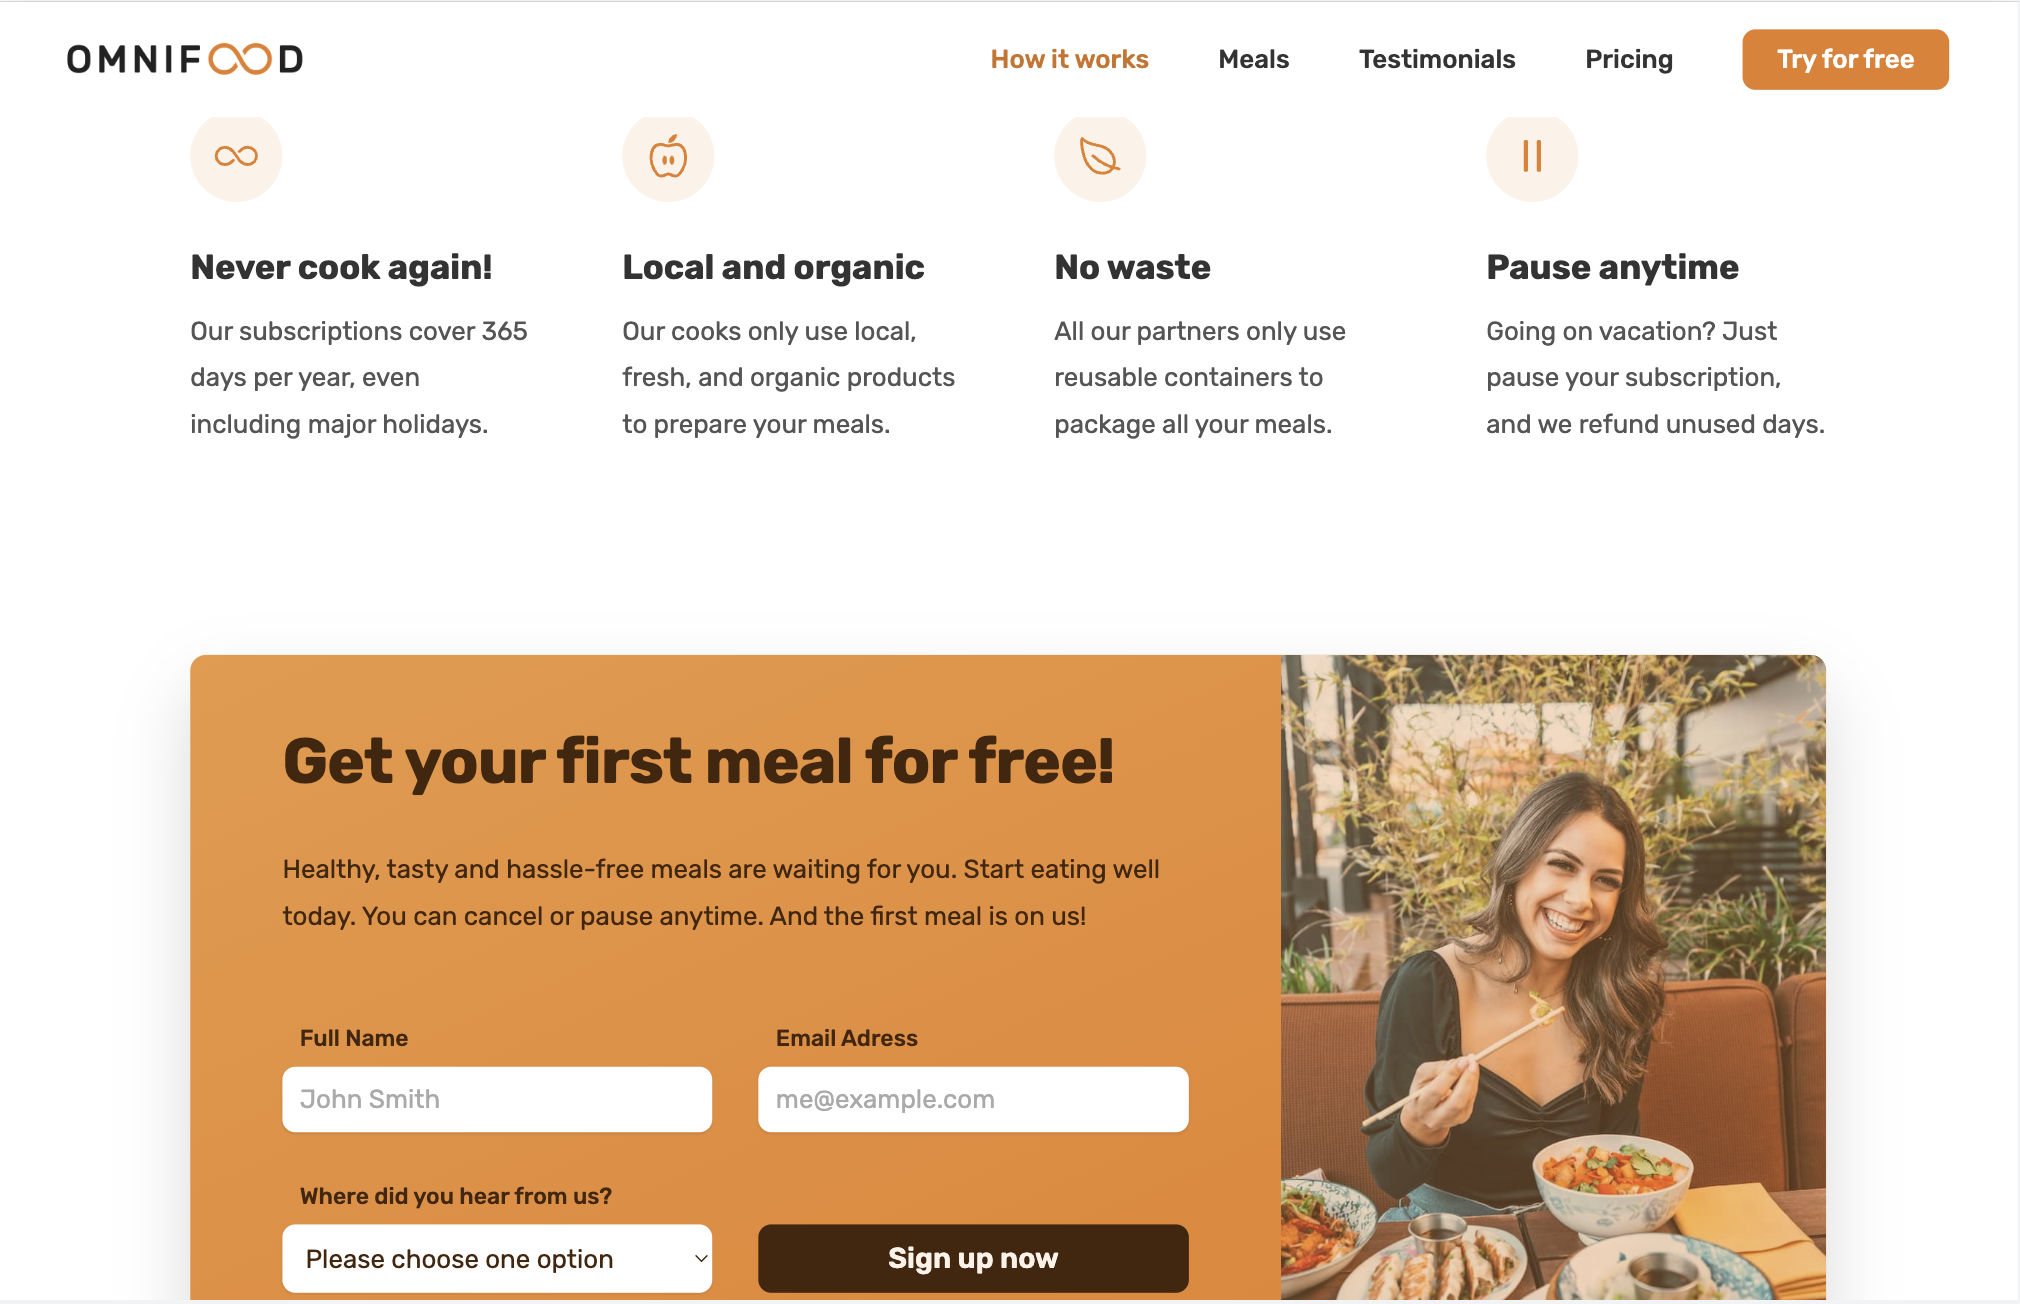 OMNIFOOD
How it works
Meals
Testimonials
Pricing
Try for free
Never cook again!
Our subscriptions cover 365
days per year, even
including major holidays.
Local and organic
Our cooks only use local,
fresh, and organic products
to prepare your meals.
No waste
All our partners only use
reusable containers to
package all your meals.
Pause anytime
Going on vacation? Just
pause your subscription,
and we refund unused days.
Get your first meal for free!
Healthy, tasty and hassle-free meals are waiting for you. Start eating well
today. You can cancel or pause anytime. And the first meal is on us!
Full Name
John Smith
Email Adress
me@example.com
Where did you hear from us?
Please choose one option
Sign up now